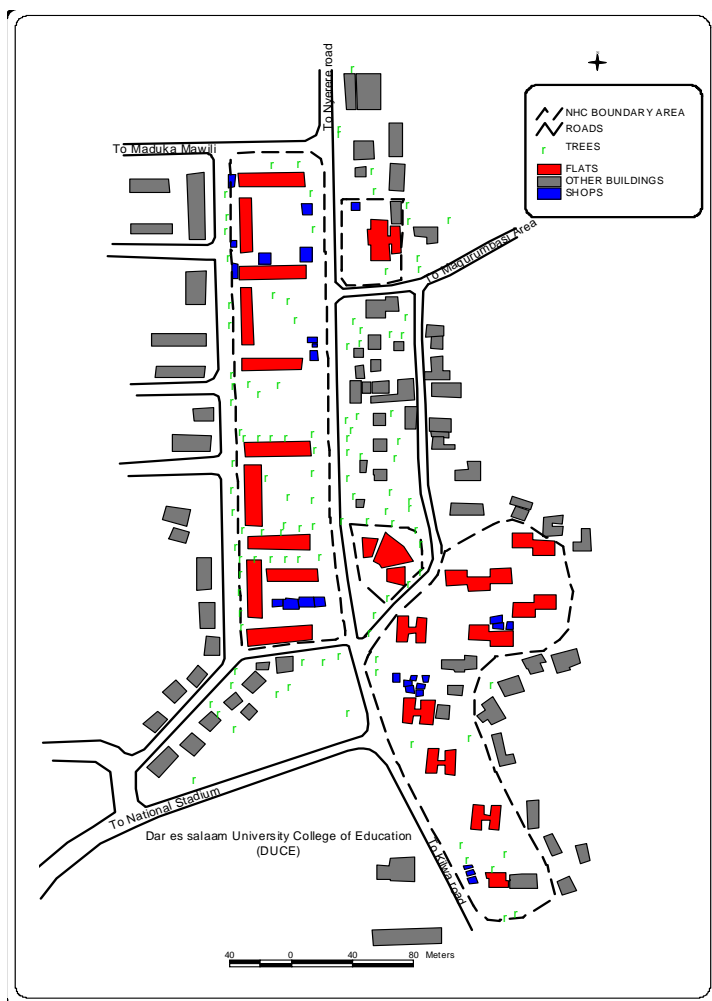 To Nyerere road
NHC BOUNDARY AREA
ROADS
r TREES
FLATS
OTHER BUILDINGS
SHOPS
To Maduka Mawili
To Magurumbasi Area
To National Stadium
Dar es salaam University College of Education
(DUCE)
To Kilwa road
40 0 40 80 Meters